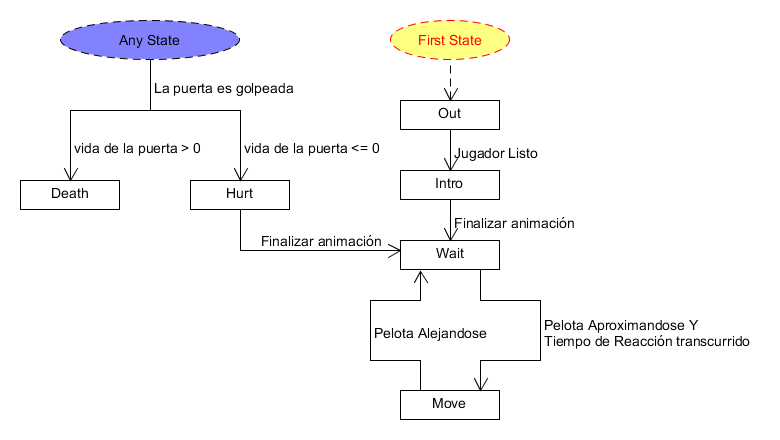 Any State
First State
La puerta es golpeada
Out
vida de la puerta > 0
vida de la puerta <= 0
Jugador Listo
Death
Hurt
Intro
Finalizar animación
Finalizar animación
Wait
Pelota Alejandose
Pelota Aproximandose Y
Tiempo de Reacción transcurrido
Move